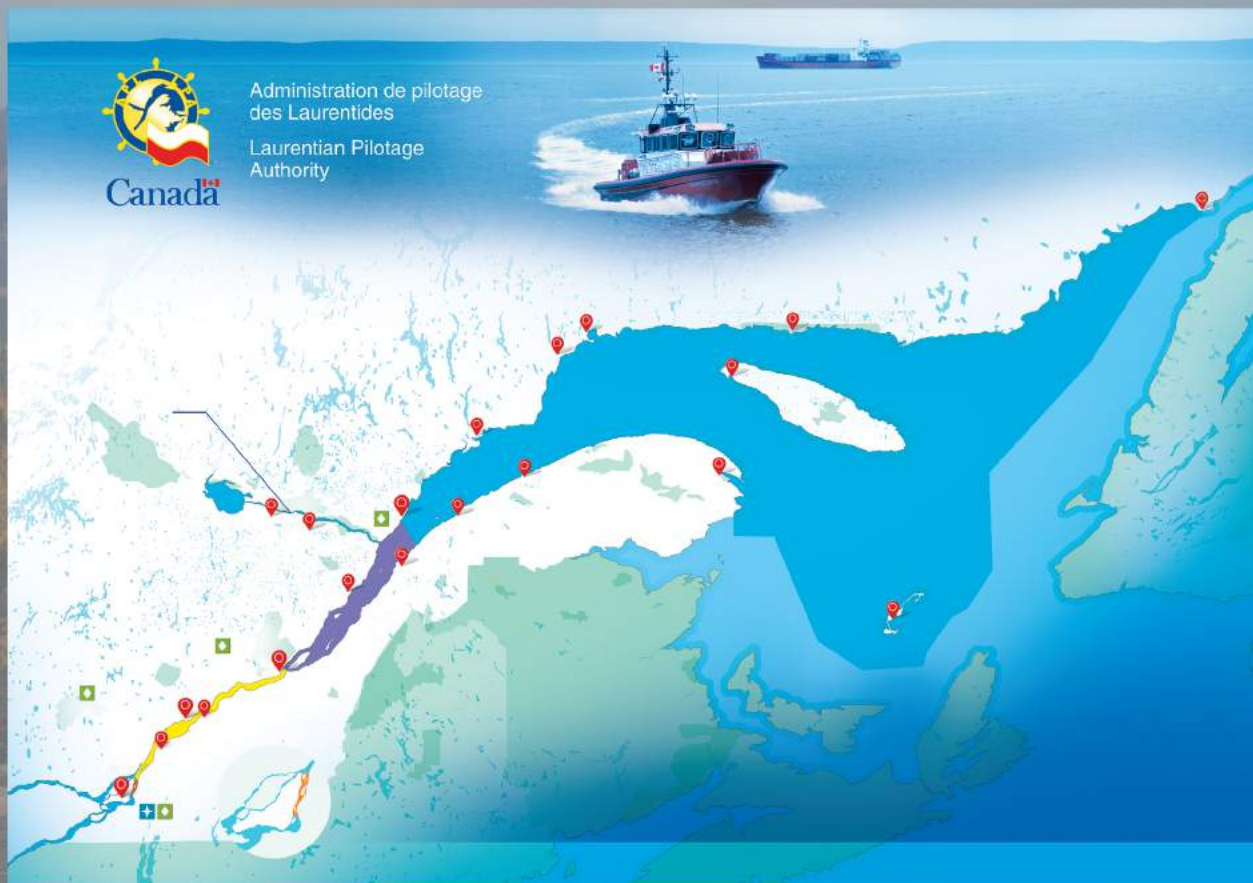 Administration de pilotage
des Laurentides
Laurentian Pilotage
Authority
Canada